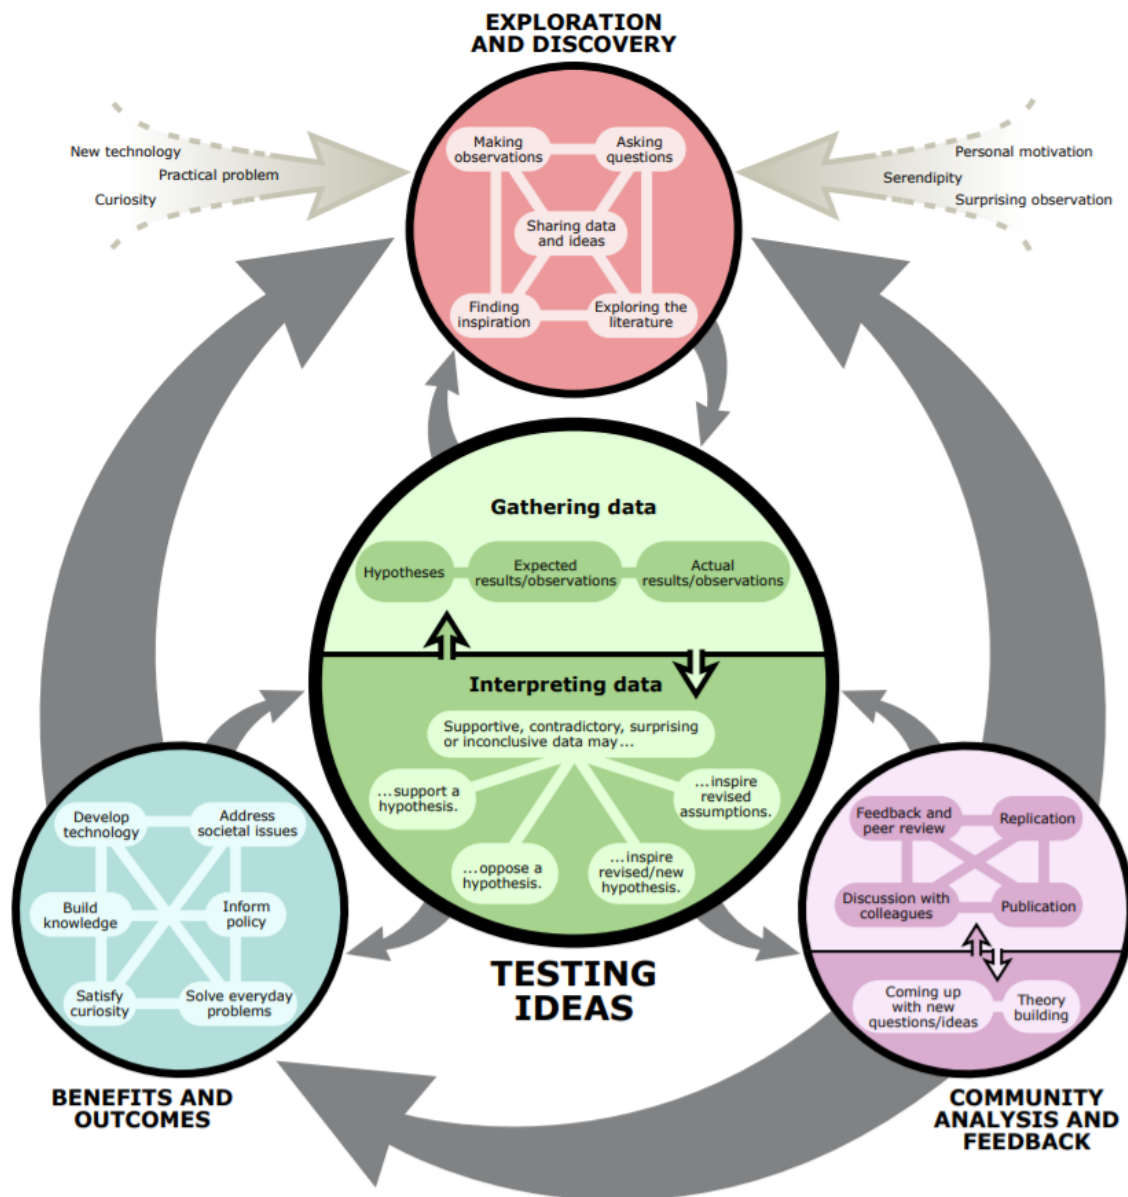 EXPLORATION
AND DISCOVERY
New technology
Practical problem
Curiosity
Personal motivation
Serendipity
Surprising observation
Making
observations
Asking
questions
Sharing data
and ideas
Finding
inspiration
Exploring the
literature
Gathering data
Hypotheses
Expected
results/observations
Actual
results/observations
Interpreting data
Supportive, contradictory, surprising
or inconclusive data may...
...support a
hypothesis.
...oppose a
hypothesis.
...inspire
revised/new
hypothesis.
...inspire
revised
assumptions.
TESTING
IDEAS
Develop
technology
Address
societal issues
Build
knowledge
Inform
policy
Satisfy
curiosity
Solve everyday
problems
BENEFITS AND
OUTCOMES
Feedback and
peer review
Replication
Discussion with
colleagues
Publication
Coming up
with new
questions/ideas
Theory
building
COMMUNITY
ANALYSIS AND
FEEDBACK